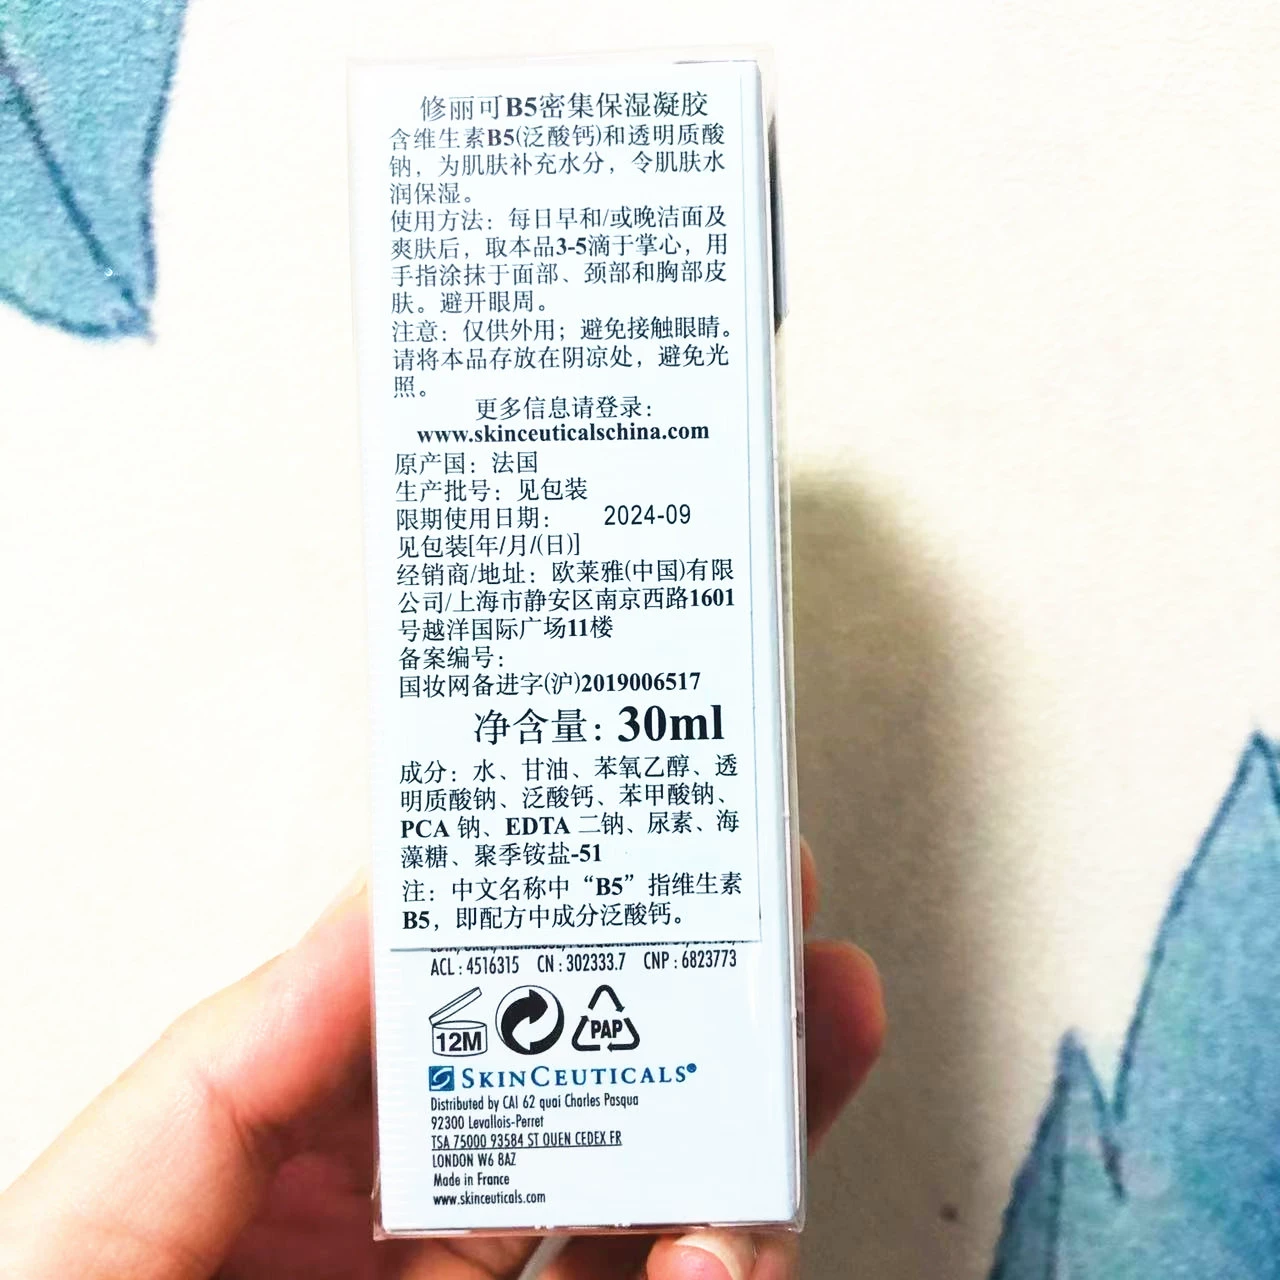 修丽可B5密集保湿凝胶
含维生素B5(泛酸钙)和透明质酸
钠，为肌肤补充水分，令肌肤水
润保湿。
使用方法：每日早和/或晚洁面及
爽肤后，取本品3-5滴于掌心，用
手指涂抹于面部、颈部和胸部皮
肤。避开眼周。
注意：仅供外用；避免接触眼睛。
请将本品存放在阴凉处，避免光
照。
更多信息请登录：
www.skinceuticalschina.com
原产国：法国
生产批号：见包装
限期使用日期： 2024-09
见包装[年/月/(日)]
经销商/地址：欧莱雅(中国)有限
公司/上海市静安区南京西路1601
号越洋国际广场11楼
备案编号：
国妆网备进字(沪)2019006517
净含量：30ml
成分：水、甘油、苯氧乙醇、透
明质酸钠、泛酸钙、苯甲酸钠、
PCA 钠、EDTA 二钠、尿素、海
藻糖、聚季铵盐-51
注：中文名称中“B5”指维生素
B5，即配方中成分泛酸钙。
ACL : 4516315 CN : 302333.7 CNP : 6823773
12M PAP
SKINCEUTICALS®
Distributed by CAI 62 quai Charles Pasqua
92300 Levallois-Perret
TSA 75000 93584 ST OUEN CEDEX FR
LONDON W6 8AZ
Made in France
www.skinceuticals.com